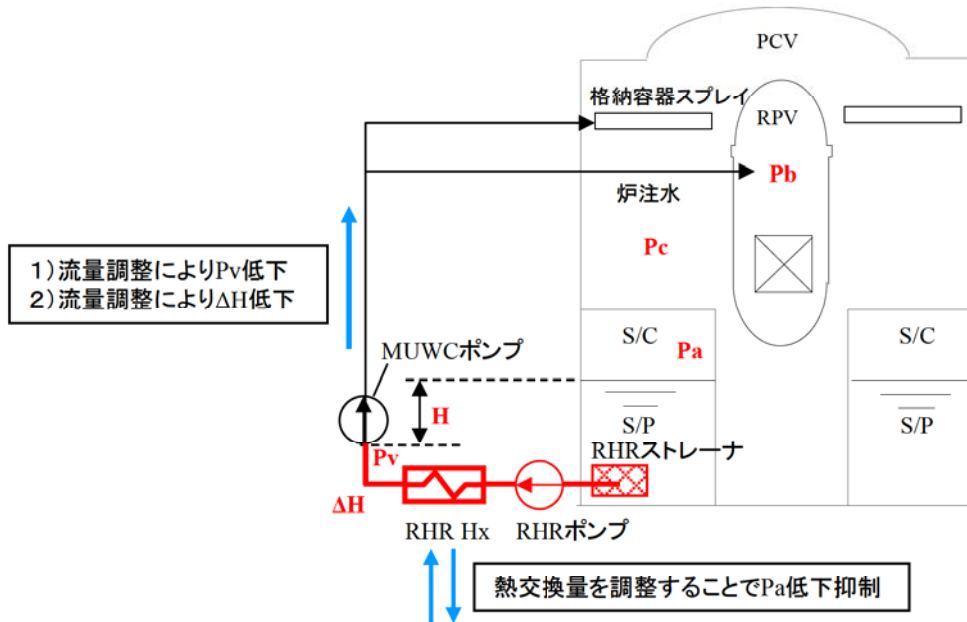 PCV
格納容器スプレイ
RPV
Pb
炉注水
Pc
1)流量調整によりPv低下
2)流量調整によりΔH低下
S/C
Pa
S/C
MUWCポンプ
H
S/P
S/P
RHRストレーナ
Pv
ΔH
RHR Hx
RHRポンプ
熱交換量を調整することでPa低下抑制